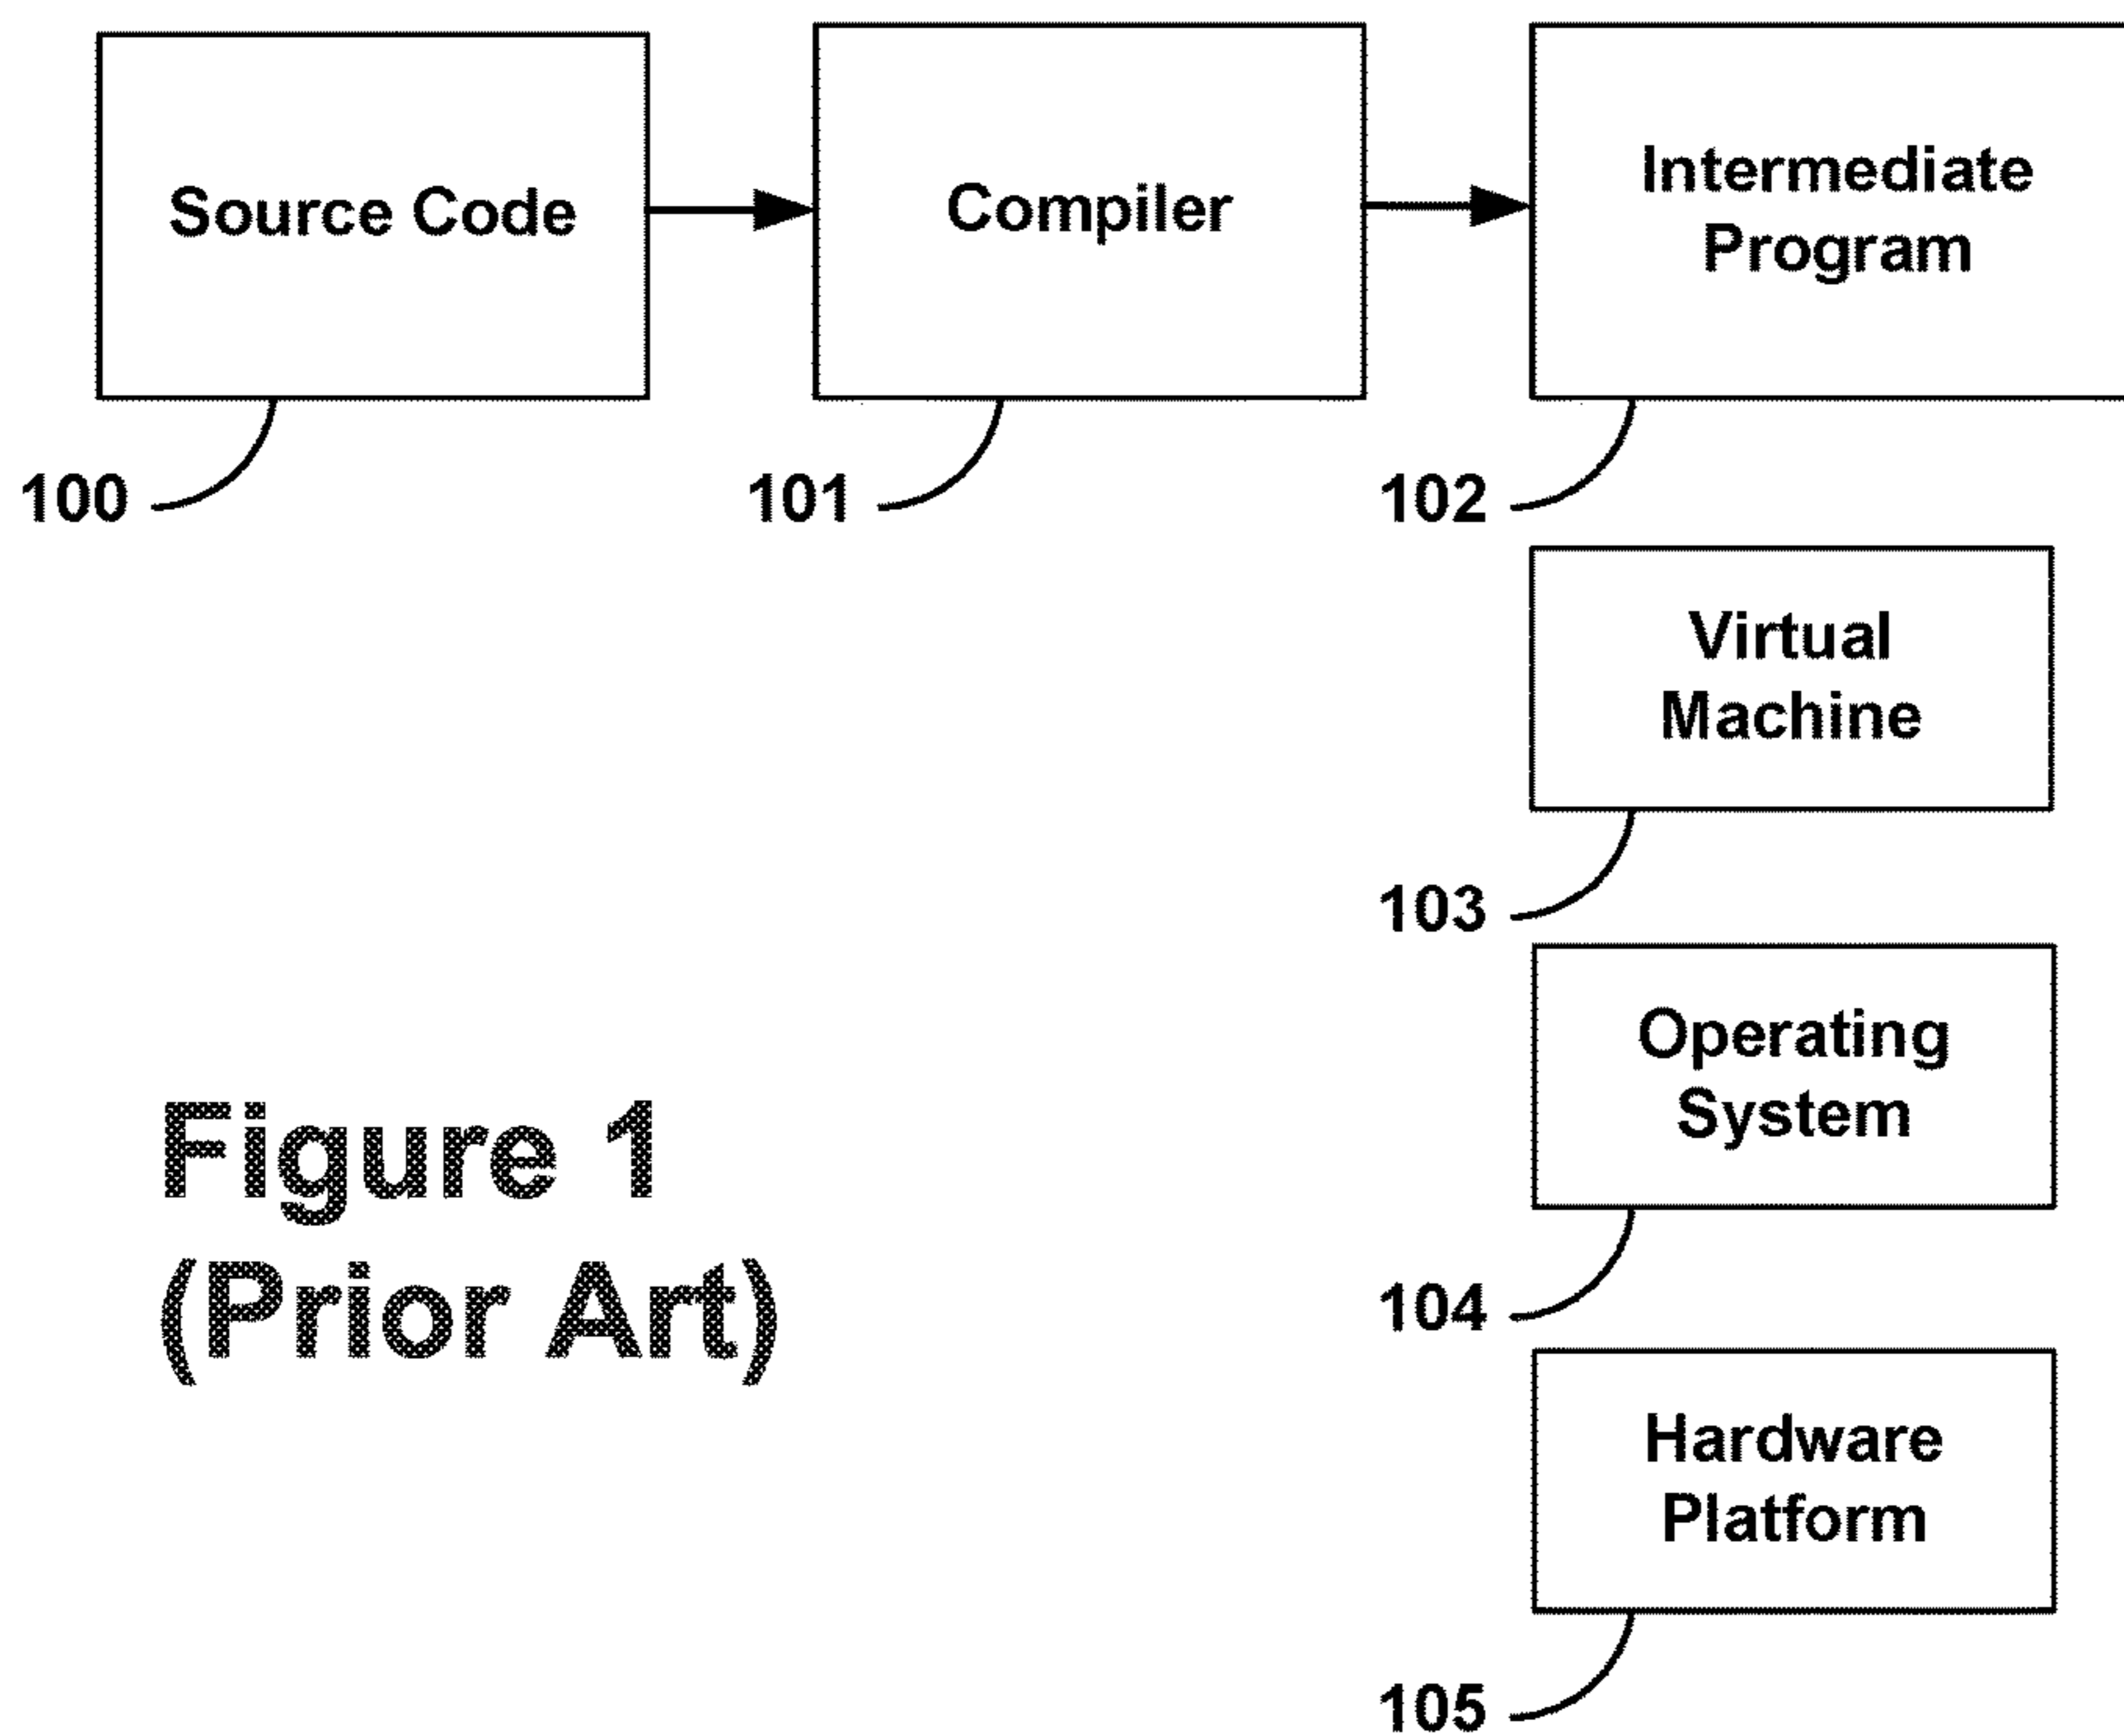 Source Code
Compiler
Intermediate
Program
100
101
102
Virtual
Machine
103
Operating
System
104
Hardware
Platform
105
Figure 1
(Prior Art)